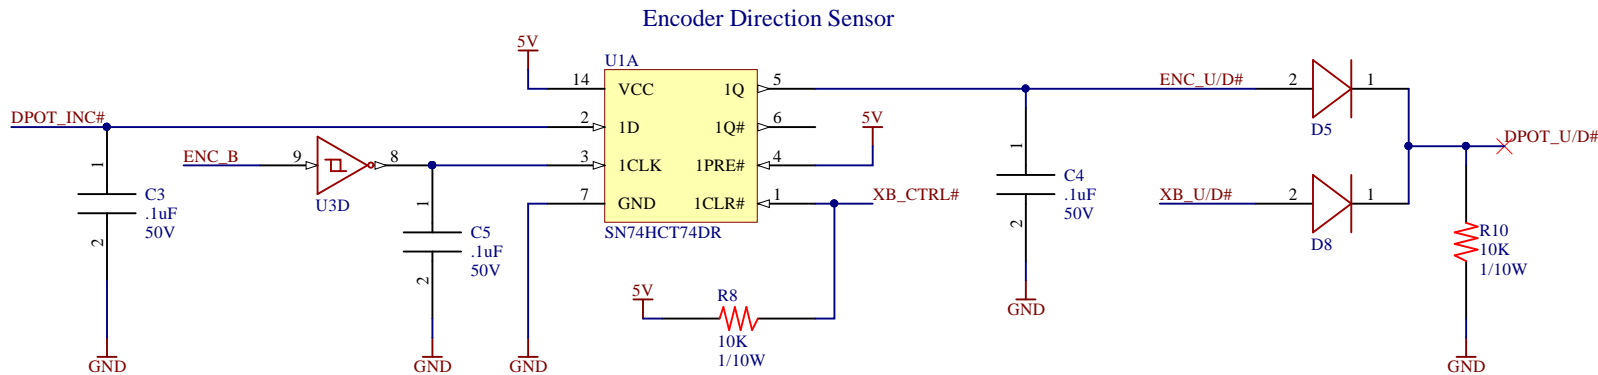 Encoder Direction Sensor
5V
U1A
14
VCC
1Q
5
ENC_U/D#
2
1
D5
DPOT_INC#
2
1D
1Q#
6
5V
1
ENC_B
9
8
U3D
3
1CLK
1PRE#
4
1
DPOT_U/D#
C3
.1uF
50V
2
7
GND
1CLR#
1
XB_CTRL#
SN74HCT74DR
C4
.1uF
50V
2
XB_U/D#
2
1
D8
1
C5
.1uF
50V
2
R10
10K
1/10W
5V
R8
10K
1/10W
GND
GND
GND
GND
GND